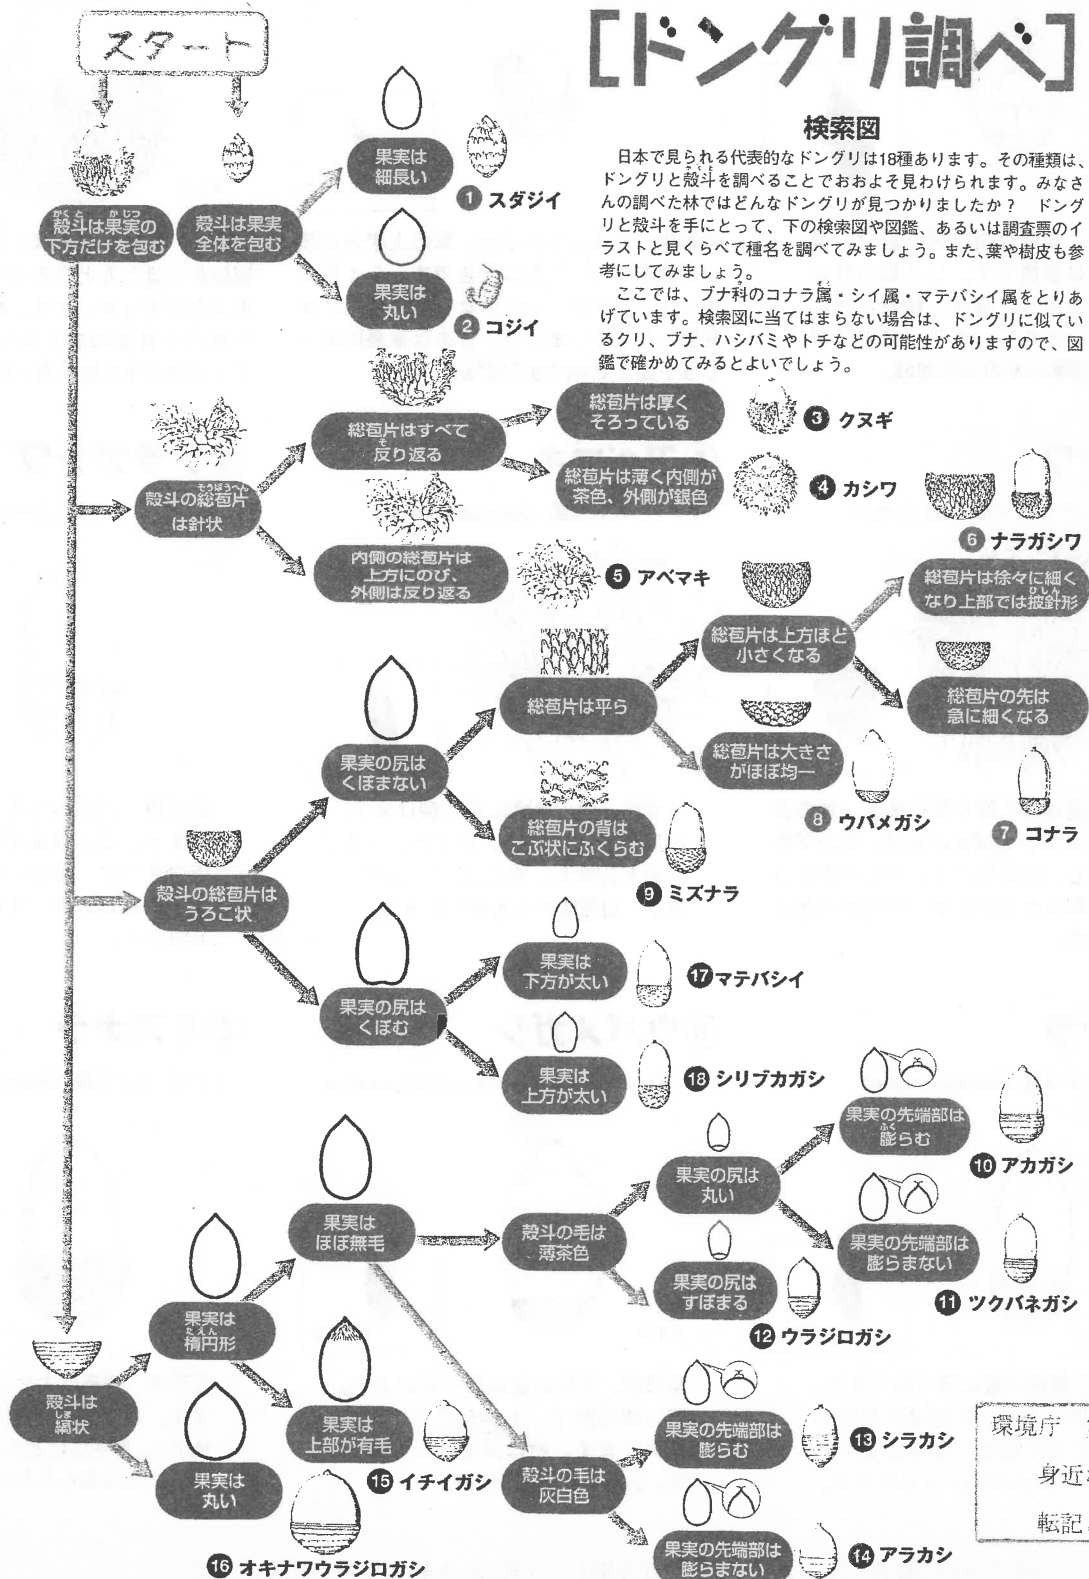 スタート
[ドングリ調べ]
検索図
日本で見られる代表的なドングリは18種あります。その種類は、
ドングリと殻斗を調べることでおおよそ見わけられます。みなさ
んの調べた林ではどんなドングリが見つかりましたか？　ドング
リと殻斗を手にとって、下の検索図や図鑑、あるいは調査票のイ
ラストと見くらべて種名を調べてみましょう。また、葉や樹皮も参
考にしてみましょう。
ここでは、ブナ科のコナラ属・シイ属・マテバシイ属をとりあ
げています。検索図に当てはまらない場合は、ドングリに似てい
るクリ、ブナ、ハシバミやトチなどの可能性がありますので、図
鑑で確かめてみるとよいでしょう。
かくと　かじつ
殻斗は果実の
下方だけを包む
殻斗は果実
全体を包む
果実は
細長い
1 スダジイ
果実は
丸い
2 コジイ
そうほうへん
殻斗の総苞片
は針状
総苞片はすべて
そ
反り返る
総苞片は厚く
そろっている
3 クヌギ
総苞片は薄く内側が
茶色、外側が銀色
4 カシワ
内側の総苞片は
上方にのび、
外側は反り返る
5 アベマキ
6 ナラガシワ
総苞片は徐々に細く
ひしん
なり上部では披針形
総苞片は上方ほど
小さくなる
総苞片の先は
急に細くなる
7 コナラ
総苞片は平ら
総苞片は大きさ
がほぼ均一
8 ウバメガシ
果実の尻は
くぼまない
総苞片の背は
こぶ状にふくらむ
9 ミズナラ
殻斗の総苞片は
うろこ状
果実の尻は
くぼむ
果実は
下方が太い
17 マテバシイ
果実は
上方が太い
18 シリブカガシ
果実の先端部は
ふく
膨らむ
10 アカガシ
果実の尻は
丸い
果実の先端部は
膨らまない
11 ツクバネガシ
果実は
ほぼ無毛
殻斗の毛は
薄茶色
果実の尻は
すぼまる
12 ウラジロガシ
果実は
だえん
楕円形
殻斗は
しま
縞状
果実は
上部が有毛
15 イチイガシ
果実は
丸い
16 オキナワウラジロガシ
殻斗の毛は
灰白色
果実の先端部は
膨らむ
13 シラカシ
果実の先端部は
膨らまない
14 アラカシ
環境庁
身近
転記